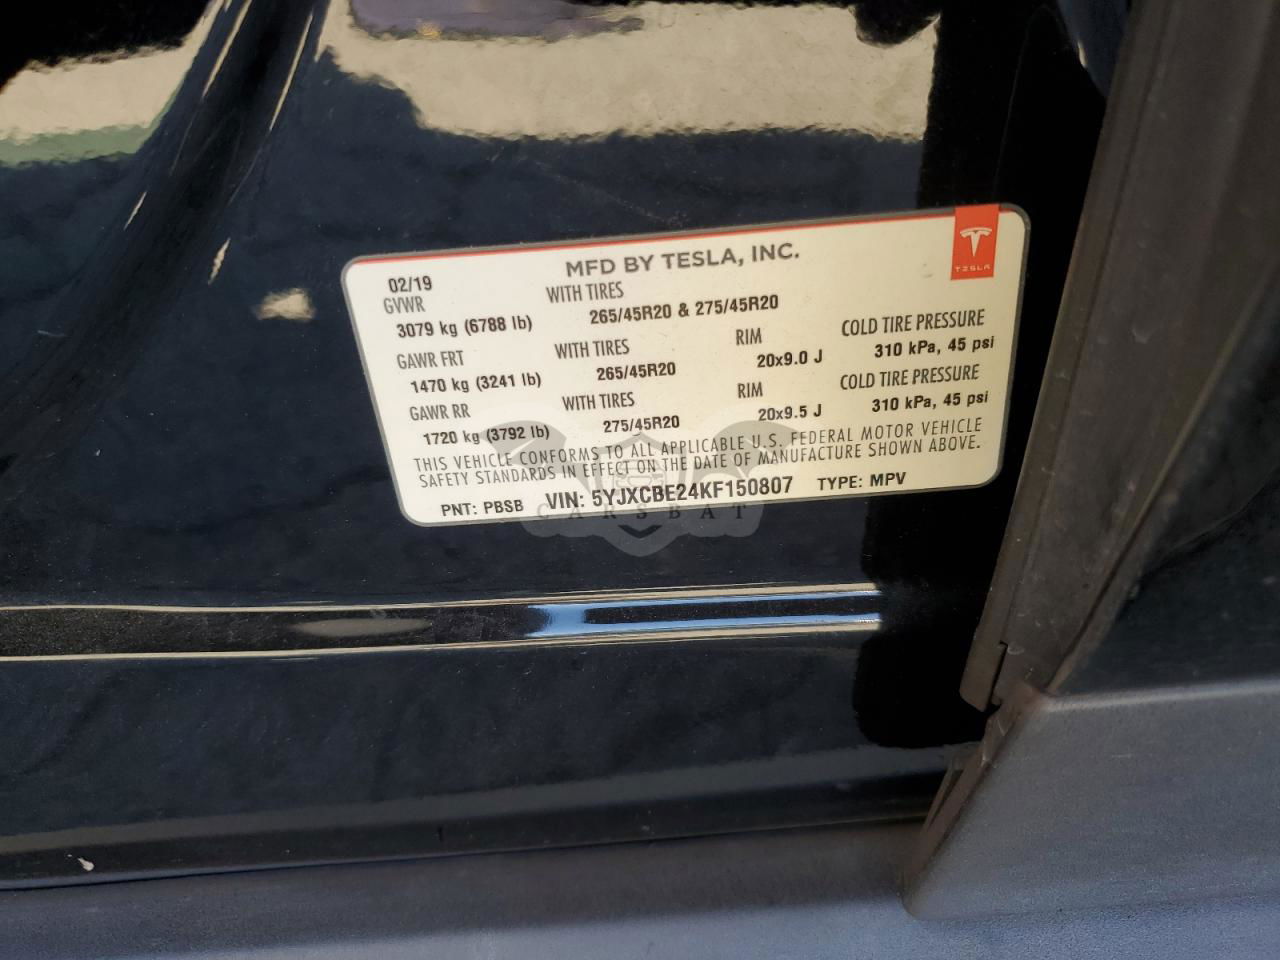 MFD BY TESLA, INC.
TESLA
02/19
GVWR WITH TIRES
3079 kg (6788 lb) 265/45R20 & 275/45R20
GAWR FRT WITH TIRES RIM COLD TIRE PRESSURE
1470 kg (3241 lb) 265/45R20 20x9.0 J 310 kPa, 45 psi
GAWR RR WITH TIRES RIM COLD TIRE PRESSURE
1720 kg (3792 lb) 275/45R20 20x9.5 J 310 kPa, 45 psi
THIS VEHICLE CONFORMS TO ALL APPLICABLE U.S. FEDERAL MOTOR VEHICLE
SAFETY STANDARDS IN EFFECT ON THE DATE OF MANUFACTURE SHOWN ABOVE.
PNT: PBSB VIN: 5YJXCBE24KF150807 TYPE: MPV
CARSBAT